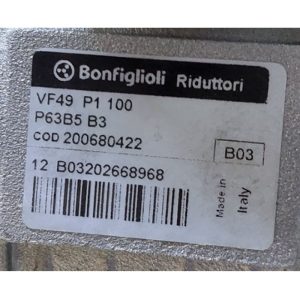 Bonfiglioli Riduttori
VF49 P1 100
P63B5 B3
COD 200680422
B03
12 B03202668968
Made in
Italy